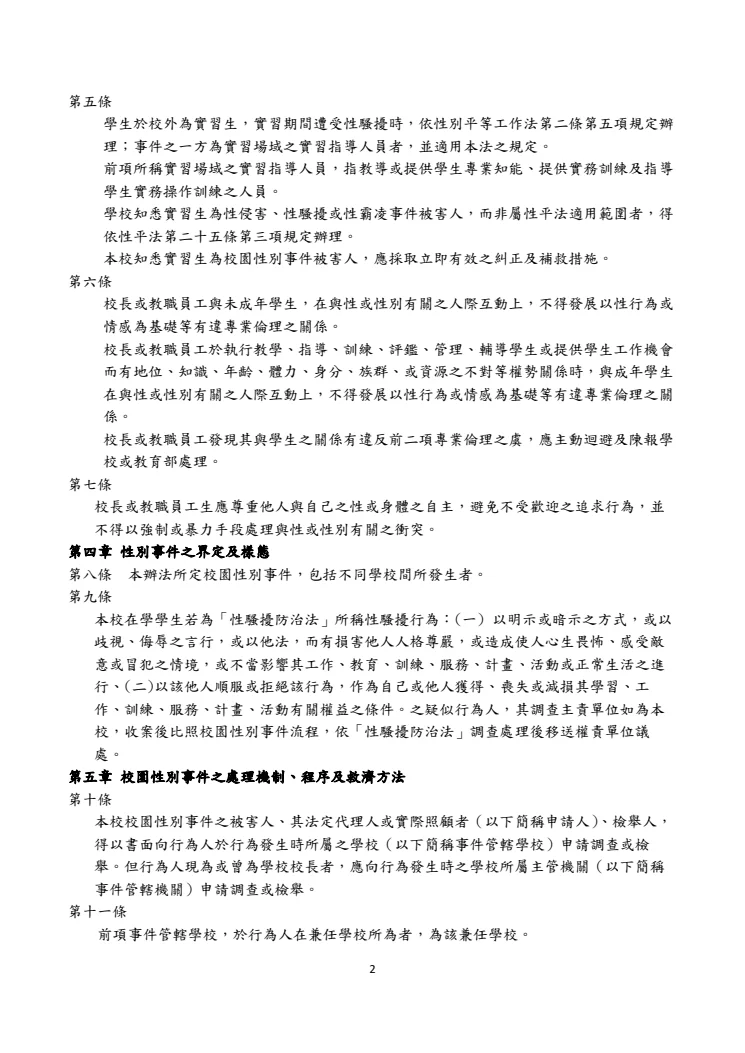 第五條
學生於校外為實習生，實習期間遭受性騷擾時，依性別平等工作法第二條第五項規定辦
理；事件之一方為實習場域之實習指導人員者，並適用本法之規定。
前項所稱實習場域之實習指導人員，指教導或提供學生專業知能、提供實務訓練及指導
學生實務操作訓練之人員。
學校知悉實習生為性侵害、性騷擾或性霸凌事件被害人，而非屬性平法適用範圍者，得
依性平法第二十五條第三項規定辦理。
本校知悉實習生為校園性別事件被害人，應採取立即有效之糾正及補救措施。
第六條
校長或教職員工與未成年學生，在與性或性別有關之人際互動上，不得發展以性行為或
情感為基礎等有違專業倫理之關係。
校長或教職員工於執行教學、指導、訓練、評鑑、管理、輔導學生或提供學生工作機會
而有地位、知識、年齡、體力、身分、族群、或資源之不對等權勢關係時，與成年學生
在與性或性別有關之人際互動上，不得發展以性行為或情感為基礎等有違專業倫理之關
係。
校長或教職員工發現其與學生之關係有違反前二項專業倫理之虞，應主動迴避及陳報學
校或教育部處理。
第七條
校長或教職員工生應尊重他人與自己之性或身體之自主，避免不受歡迎之追求行為，並
不得以強制或暴力手段處理與性或性別有關之衝突。
第四章 性別事件之界定及樣態
第八條　本辦法所定校園性別事件，包括不同學校間所發生者。
第九條
本校在學學生若為「性騷擾防治法」所稱性騷擾行為：(一) 以明示或暗示之方式，或以
歧視、侮辱之言行，或以他法，而有損害他人人格尊嚴，或造成使人心生畏怖、感受敵
意或冒犯之情境，或不當影響其工作、教育、訓練、服務、計畫、活動或正常生活之進
行、(二)以該他人順服或拒絕該行為，作為自己或他人獲得、喪失或減損其學習、工
作、訓練、服務、計畫、活動有關權益之條件。之疑似行為人，其調查主責單位如為本
校，收案後比照校園性別事件流程，依「性騷擾防治法」調查處理後移送權責單位議
處。
第五章 校園性別事件之處理機制、程序及救濟方法
第十條
本校校園性別事件之被害人、其法定代理人或實際照顧者（以下簡稱申請人）、檢舉人，
得以書面向行為人於行為發生時所屬之學校（以下簡稱事件管轄學校）申請調查或檢
舉。但行為人現為或曾為學校校長者，應向行為發生時之學校所屬主管機關（以下簡稱
事件管轄機關）申請調查或檢舉。
第十一條
前項事件管轄學校，於行為人在兼任學校所為者，為該兼任學校。
2